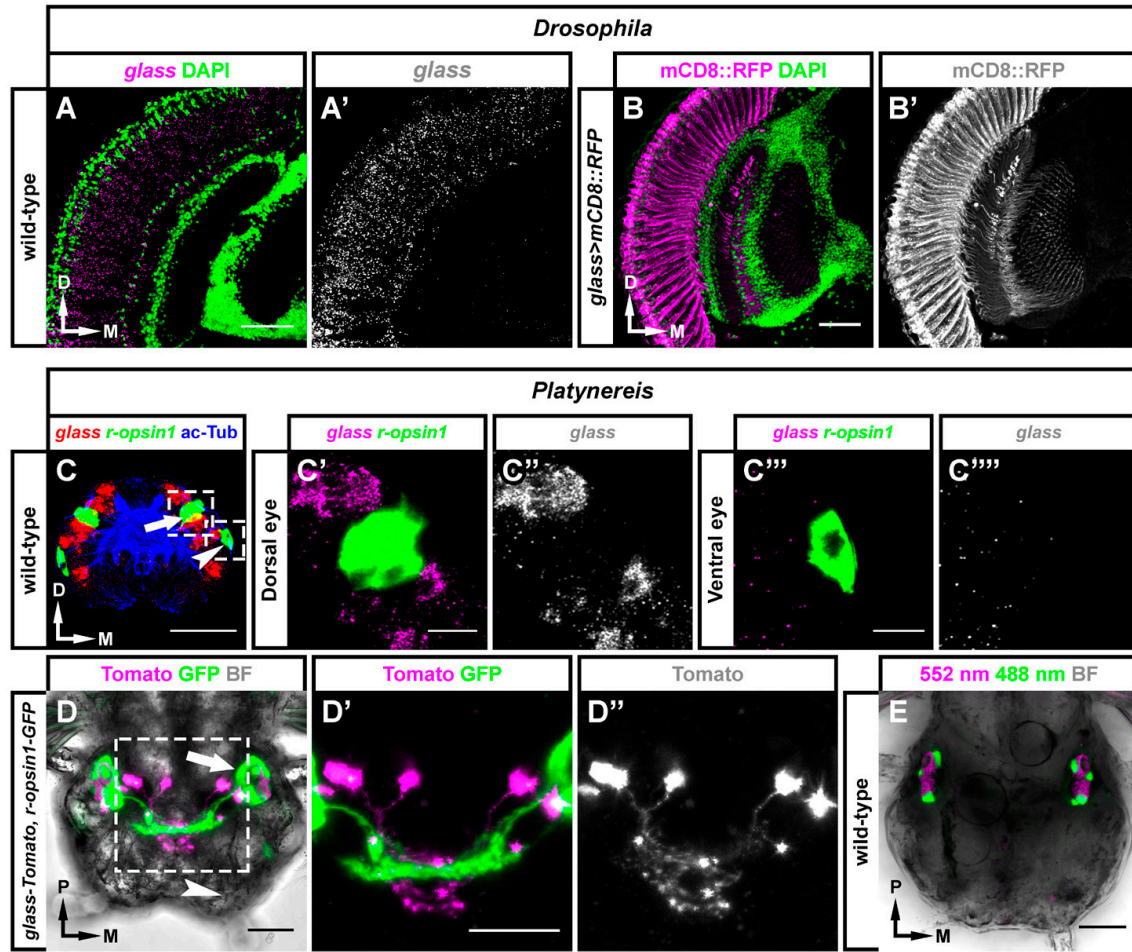 Drosophila
glass DAPI
glass
mCD8::RFP DAPI
mCD8::RFP
wild-type
A
D
M
A'
glass>mCD8::RFP
B
D
M
B'
Platynereis
glass r-opsin1 ac-Tub
glass r-opsin1
glass
glass r-opsin1
glass
wild-type
C
D
M
Dorsal eye
C'
C''
Ventral eye
C'''
C''''
Tomato GFP BF
Tomato GFP
Tomato
552 nm 488 nm BF
glass-Tomato, r-opsin1-GFP
D
P
M
D'
D''
wild-type
E
P
M